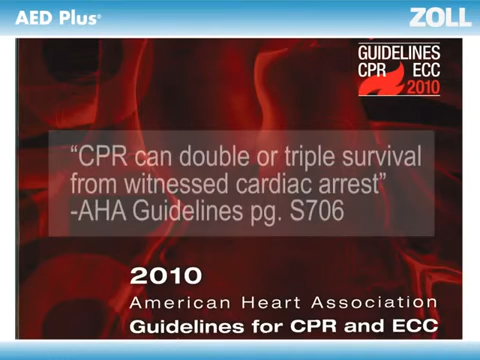 AED Plus®
ZOLL
GUIDELINES
CPR ECC
2010
“CPR can double or triple survival
from witnessed cardiac arrest”
-AHA Guidelines pg. S706
2010
American Heart Association
Guidelines for CPR and ECC